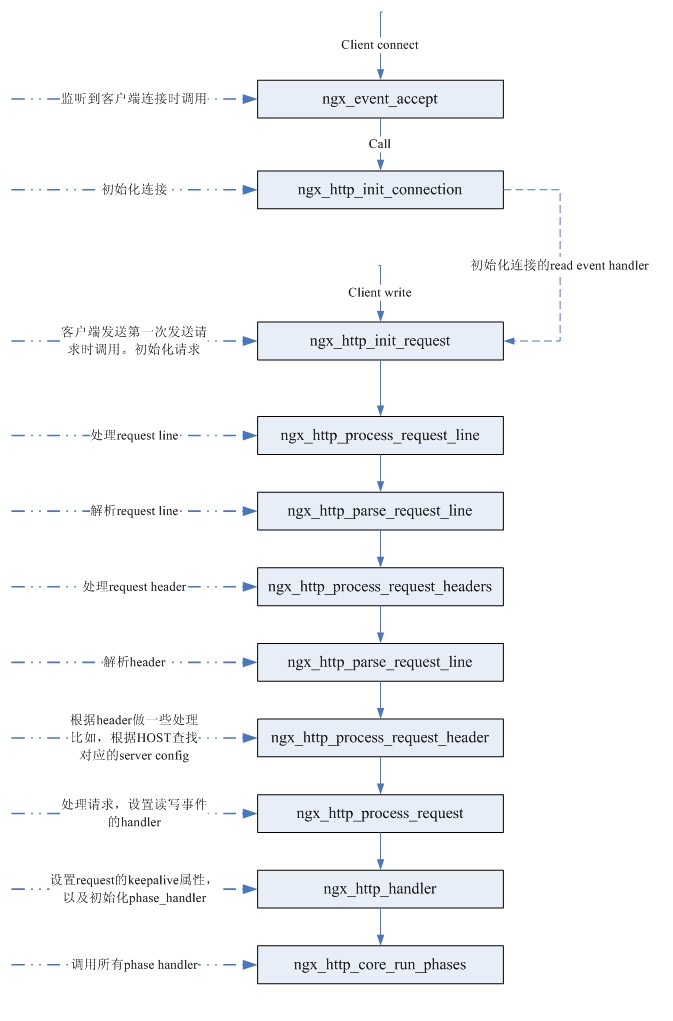 Client connect
监听到客户端连接时调用
ngx_event_accept
Call
初始化连接
ngx_http_init_connection
初始化连接的read event handler
Client write
客户端发送第一次发送请
求时调用。初始化请求
ngx_http_init_request
处理request line
ngx_http_process_request_line
解析request line
ngx_http_parse_request_line
处理request header
ngx_http_process_request_headers
解析header
ngx_http_parse_request_line
根据header做一些处理
比如，根据HOST查找
对应的server config
ngx_http_process_request_header
处理请求，设置读写事件
的handler
ngx_http_process_request
设置request的keepalive属性，
以及初始化phase_handler
ngx_http_handler
调用所有phase handler
ngx_http_core_run_phases